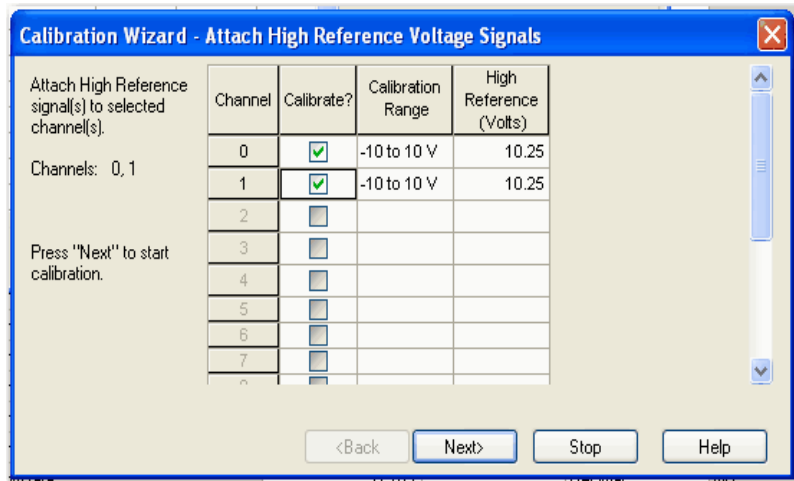 Calibration Wizard - Attach High Reference Voltage Signals
Attach High Reference
signal(s) to selected
channel(s).
Channels: 0, 1
Press "Next" to start
calibration.
Channel Calibrate? Calibration Range High Reference (Volts)
0 -10 to 10 V 10.25
1 -10 to 10 V 10.25
2
3
4
5
6
7
<Back Next> Stop Help